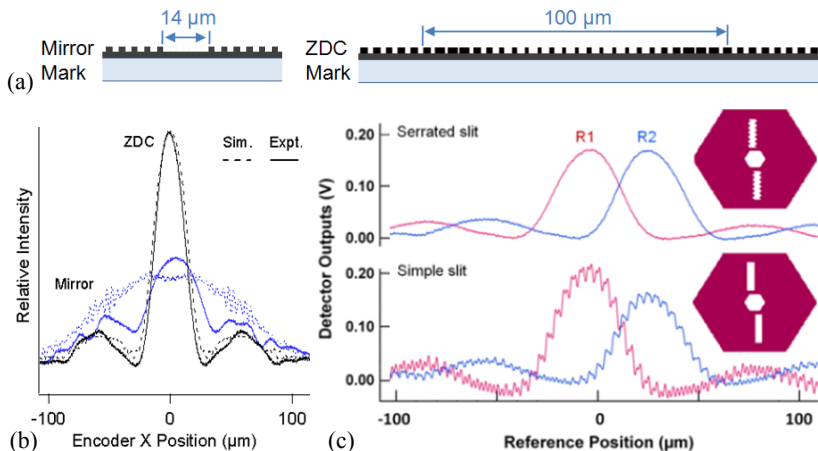 14 µm
Mirror
Mark
100 µm
ZDC
Mark
(a)
ZDC
Sim.
Expt.
Mirror
Relative Intensity
-100
0
100
Encoder X Position (µm)
(b)
Serrated slit
R1
R2
0.20
0.10
0.00
Simple slit
0.20
0.10
0.00
Detector Outputs (V)
-100
0
100
Reference Position (µm)
(c)